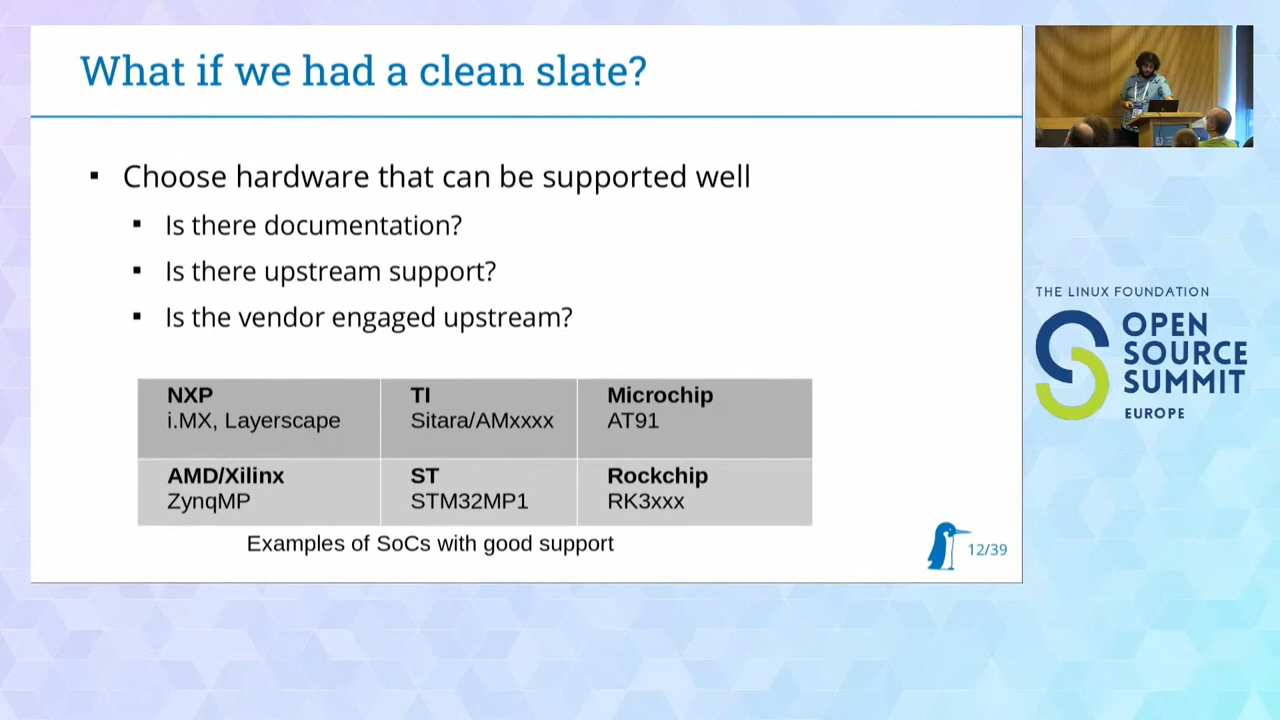 What if we had a clean slate?
Choose hardware that can be supported well
Is there documentation?
Is there upstream support?
Is the vendor engaged upstream?
NXP
i.MX, Layerscape
TI
Sitara/AMxxxx
Microchip
AT91
AMD/Xilinx
ZynqMP
ST
STM32MP1
Rockchip
RK3xxx
Examples of SoCs with good support
12/39
THE LINUX FOUNDATION
OPEN
SOURCE
SUMMIT
EUROPE